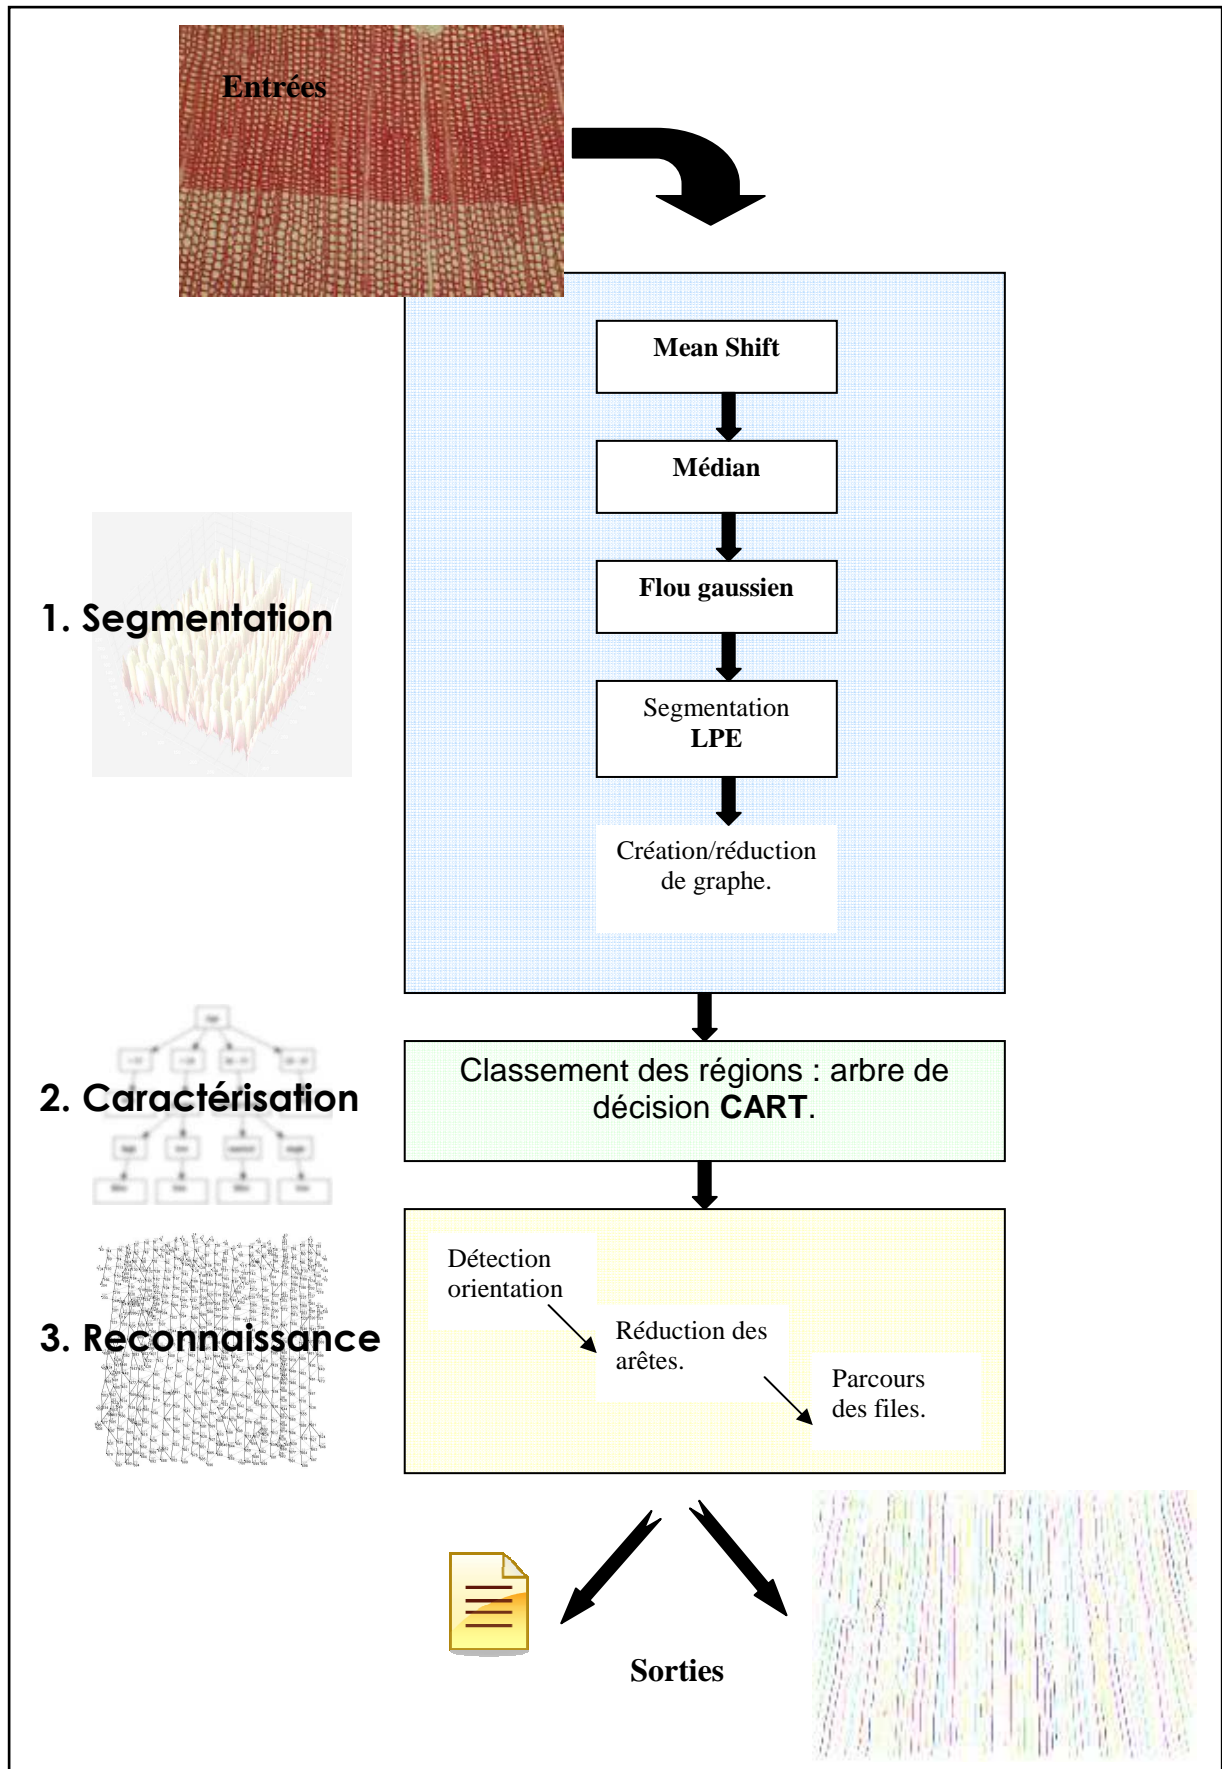 Entrées
Mean Shift
Médian
Flou gaussien
1. Segmentation
Segmentation
LPE
Création/réduction
de graphe.
2. Caractérisation
Classement des régions : arbre de
décision CART.
3. Reconnaissance
Détection
orientation
Réduction des
arêtes.
Parcours
des files.
Sorties